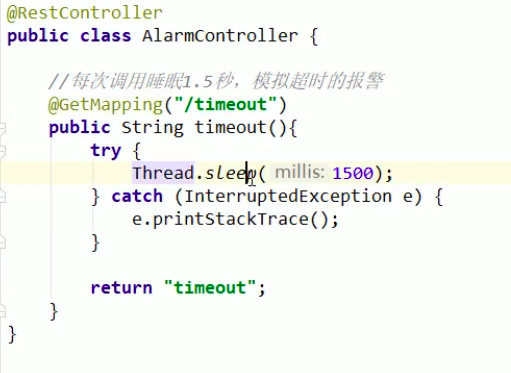 @RestController
public class AlarmController {
//每次调用睡眠1.5秒，模拟超时的报警
@GetMapping("/timeout")
public String timeout(){
try {
Thread.sleep( millis: 1500);
} catch (InterruptedException e) {
e.printStackTrace();
}
return "timeout";
}
}